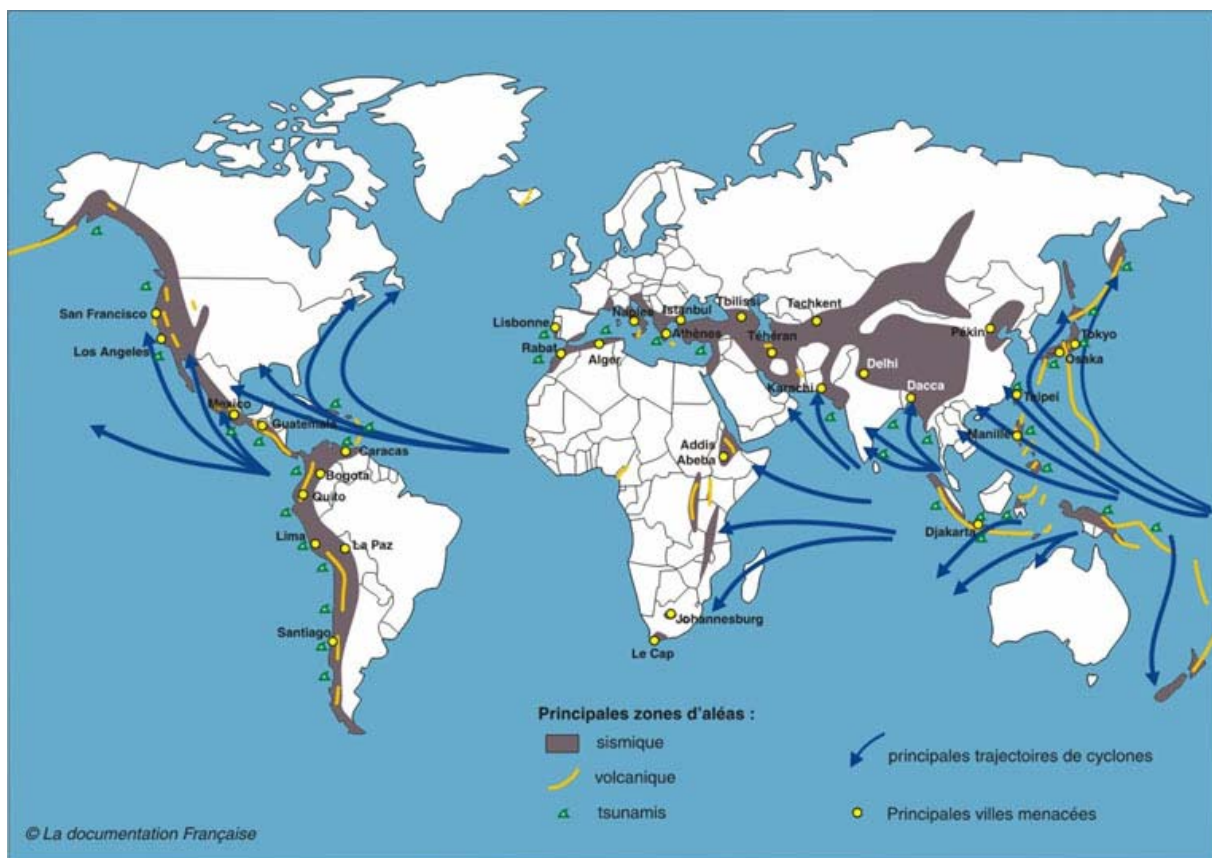 San Francisco
Los Angeles
Mexico
Guatemala
Caracas
Bogota
Quito
Lima
La Paz
Santiago
Lisbonne
Rabat
Alger
Naples
Istanbul
Athènes
Tbilissi
Téhéran
Tachkent
Karachi
Delhi
Dacca
Pékin
Tokyo
Osaka
Taipei
Manille
Addis
Abeba
Djakarta
Johannesburg
Le Cap
Principales zones d'aléas :
sismique
volcanique
tsunamis
principales trajectoires de cyclones
Principales villes menacées
© La documentation Française